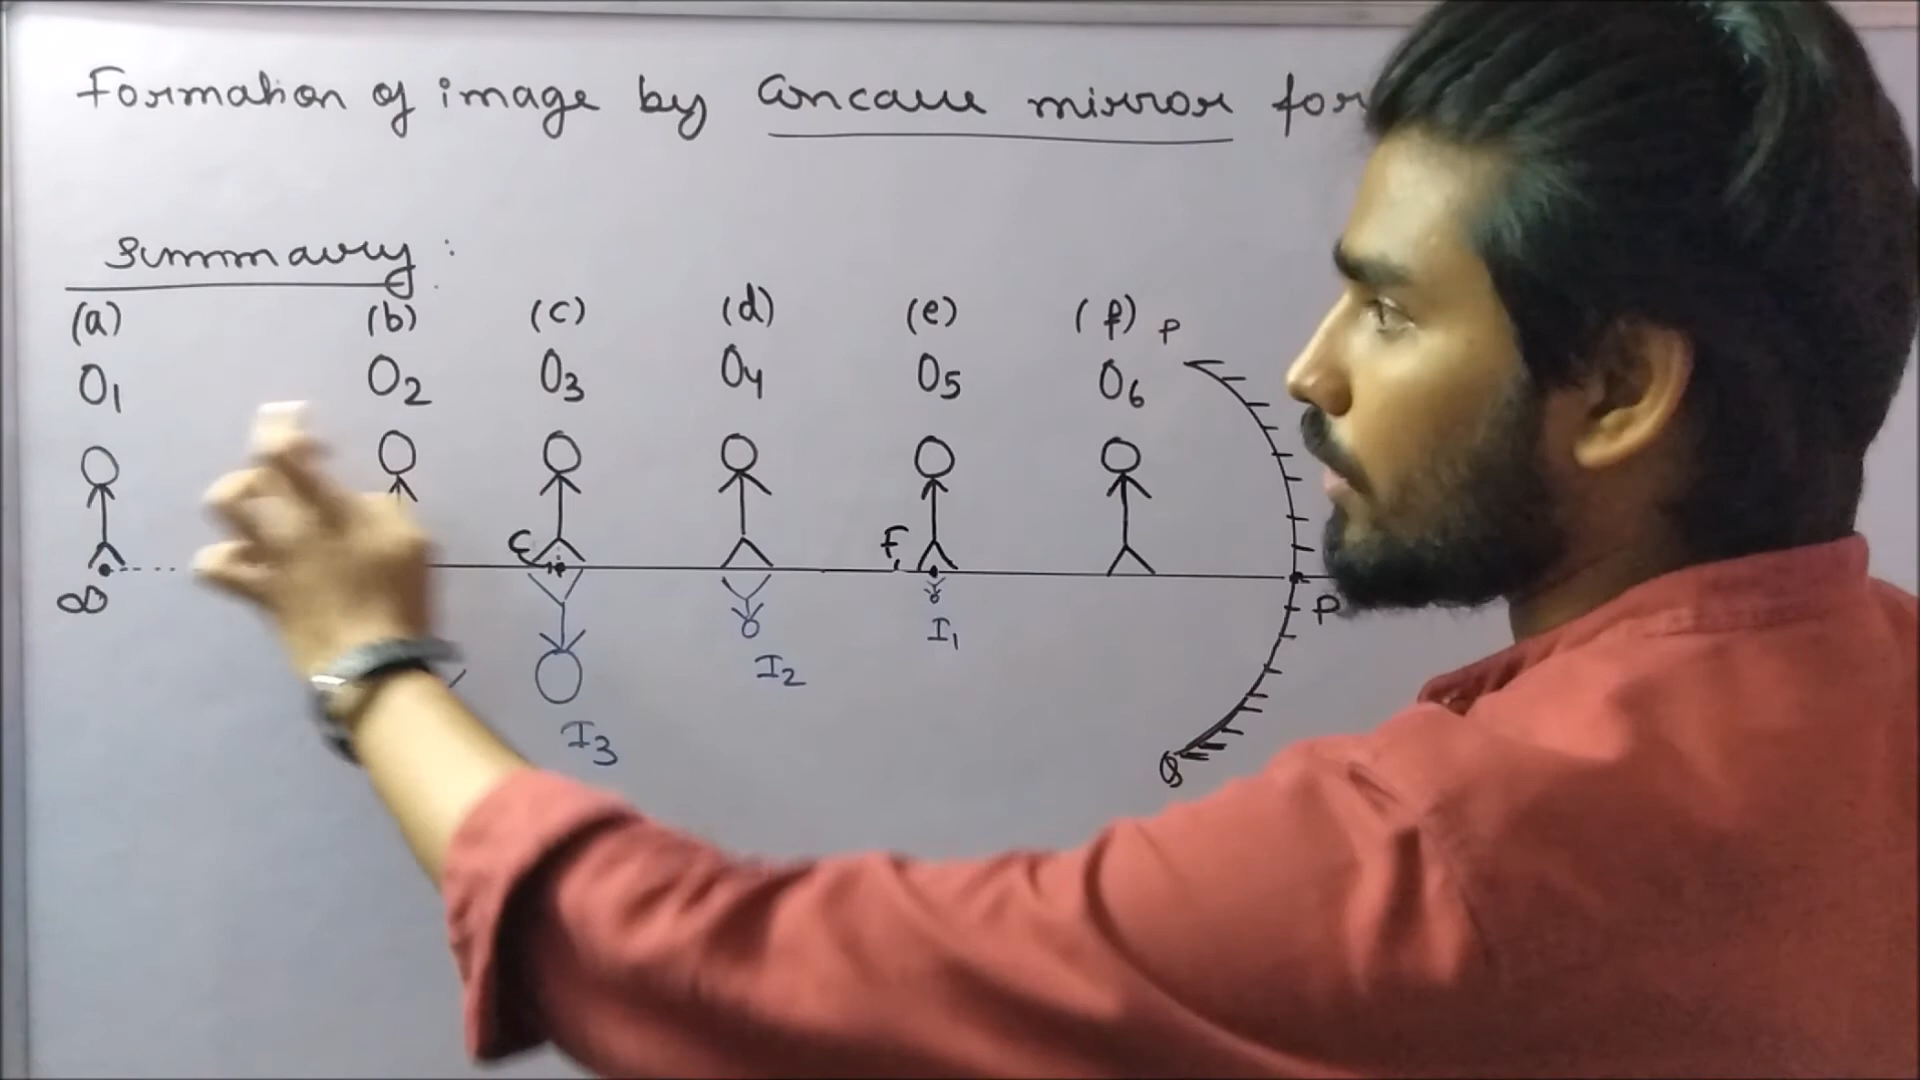 Formation of image by Concave mirror for
Summary :
(a) (b) (c) (d) (e) (f) P
O1 O2 O3 O4 O5 O6
C F
∞ P
I3 I2 I1
Q